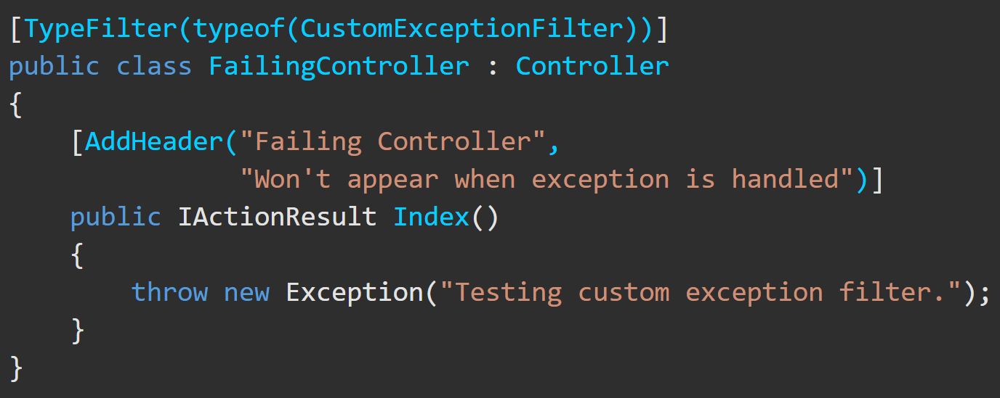 [TypeFilter(typeof(CustomExceptionFilter))]
public class FailingController : Controller
{
    [AddHeader("Failing Controller",
               "Won't appear when exception is handled")]
    public IActionResult Index()
    {
        throw new Exception("Testing custom exception filter.");
    }
}